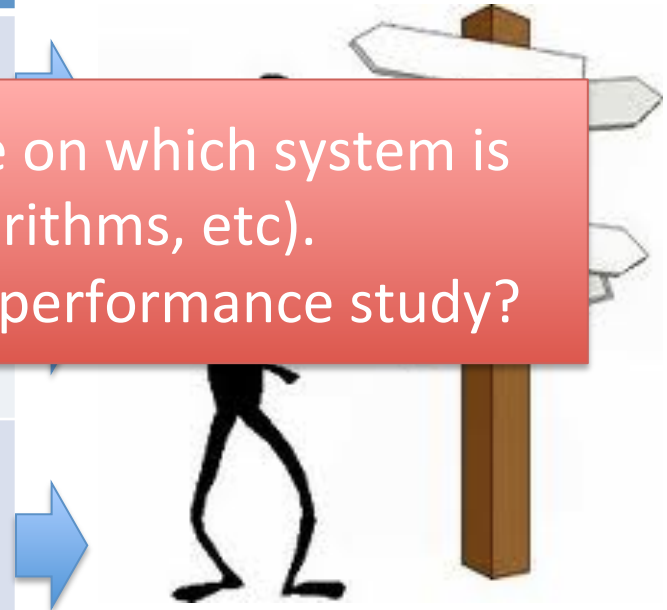 on which system is
rithms, etc).
performance study?